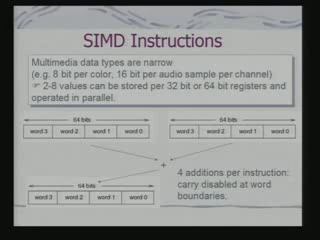 SIMD Instructions
Multimedia data types are narrow
(e.g. 8 bit per color, 16 bit per audio sample per channel)
☞ 2-8 values can be stored per 32 bit or 64 bit registers and
operated in parallel.
64 bits
64 bits
word 3 word 2 word 1 word 0
word 3 word 2 word 1 word 0
+
4 additions per instruction:
carry disabled at word
boundaries.
64 bits
word 3 word 2 word 1 word 0